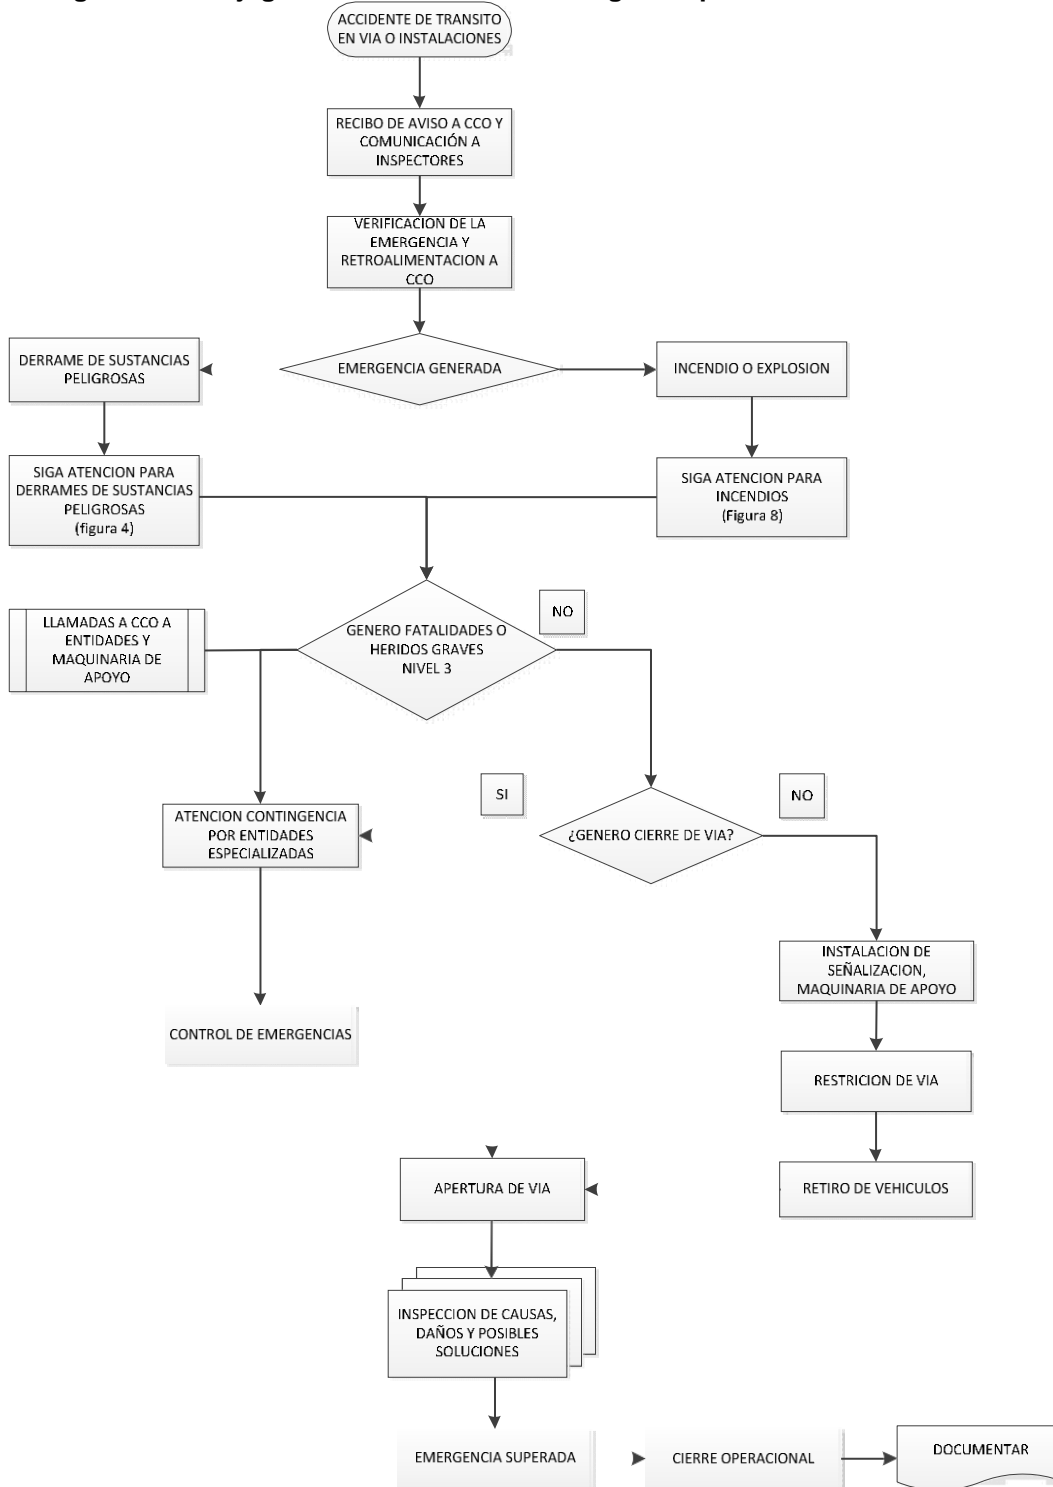 ACCIDENTE DE TRANSITO
EN VIA O INSTALACIONES
RECIBO DE AVISO A CCO Y
COMUNICACIÓN A
INSPECTORES
VERIFICACION DE LA
EMERGENCIA Y
RETROALIMENTACION A
CCO
DERRAME DE SUSTANCIAS
PELIGROSAS
EMERGENCIA GENERADA
INCENDIO O EXPLOSION
SIGA ATENCION PARA
DERRAMES DE SUSTANCIAS
PELIGROSAS
(figura 4)
SIGA ATENCION PARA
INCENDIOS
(Figura 8)
LLAMADAS A CCO A
ENTIDADES Y
MAQUINARIA DE
APOYO
GENERO FATALIDADES O
HERIDOS GRAVES
NIVEL 3
NO
SI
NO
ATENCION CONTINGENCIA
POR ENTIDADES
ESPECIALIZADAS
¿GENERO CIERRE DE VIA?
INSTALACION DE
SEÑALIZACION,
MAQUINARIA DE APOYO
CONTROL DE EMERGENCIAS
RESTRICION DE VIA
APERTURA DE VIA
RETIRO DE VEHICULOS
INSPECCION DE CAUSAS,
DAÑOS Y POSIBLES
SOLUCIONES
EMERGENCIA SUPERADA
CIERRE OPERACIONAL
DOCUMENTAR